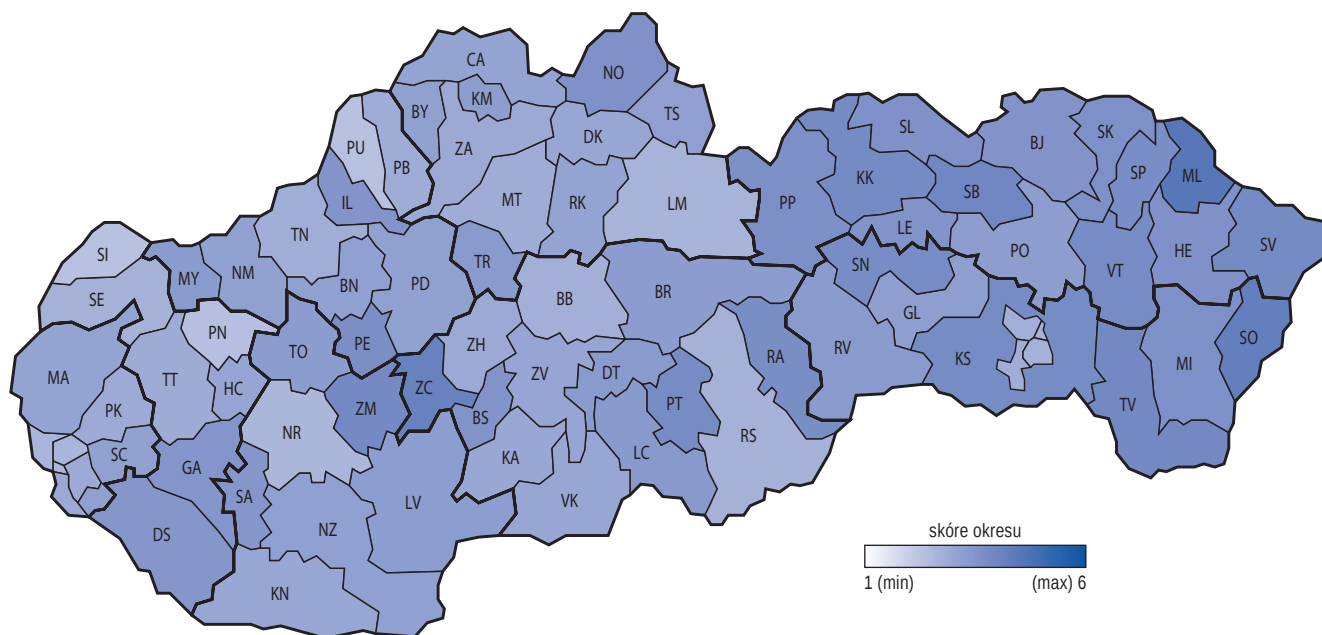 CA
NO
KM
BY
TS
DK
PU
PB
ZA
SL
SK
BJ
SP
ML
KK
PP
SB
IL
MT
RK
LM
LE
TN
PO
SI
HE
SV
TR
SN
VT
MY
NM
BN
PD
SE
BB
BR
GL
PN
TO
PE
ZH
SO
RA
RV
KS
MI
MA
TT
HC
ZC
ZV
DT
PK
ZM
BS
PT
TV
NR
RS
SC
KA
LC
GA
SA
LV
VK
NZ
DS
KN
skóre okresu
1 (min)
(max) 6